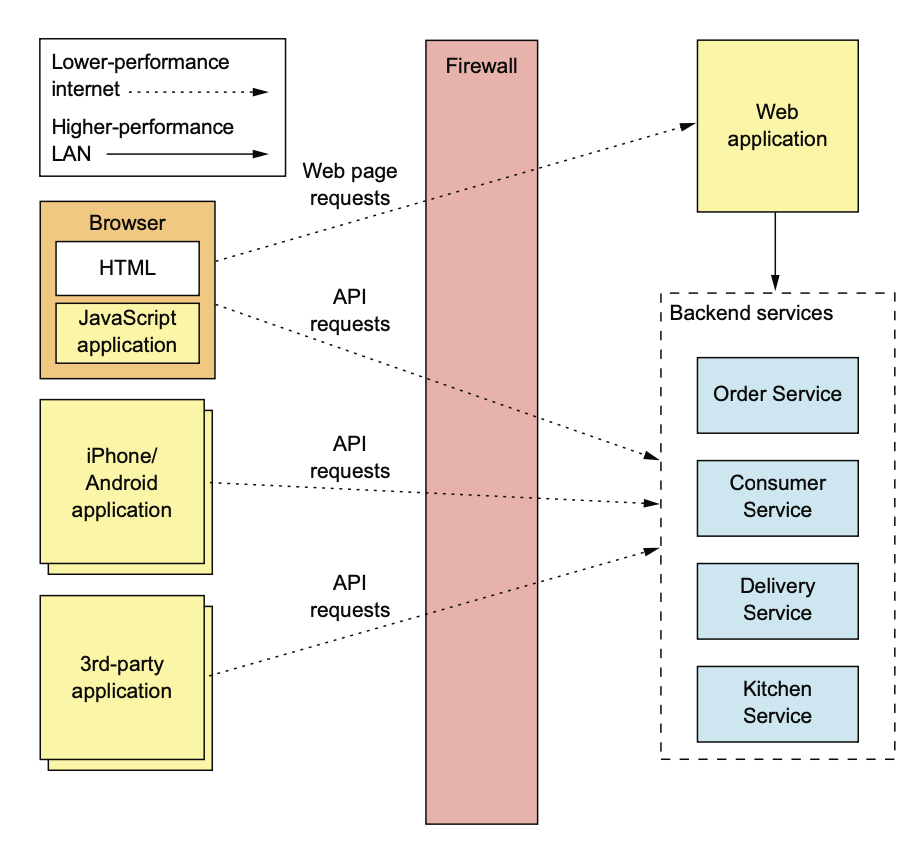 Lower-performance
internet
Higher-performance
LAN
Firewall
Web
application
Web page
requests
Browser
HTML
JavaScript
application
API
requests
Backend services
Order Service
iPhone/
Android
application
API
requests
Consumer
Service
Delivery
Service
3rd-party
application
API
requests
Kitchen
Service